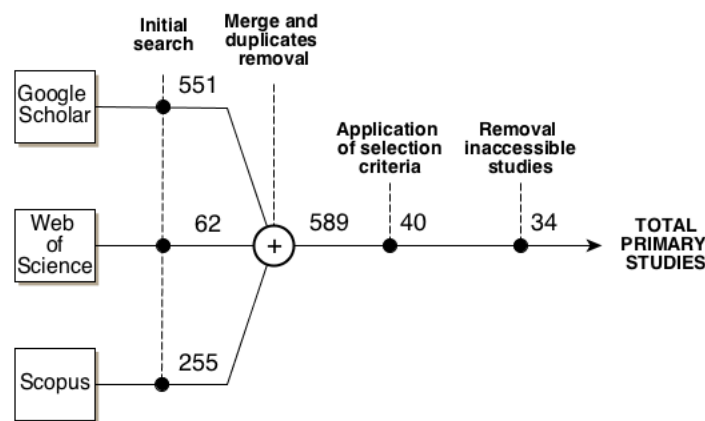 Initial
search
Merge and
duplicates
removal
Google
Scholar
551
Application
of selection
criteria
Removal
inaccessible
studies
Web
of
Science
62
+
589
40
34
TOTAL
PRIMARY
STUDIES
Scopus
255